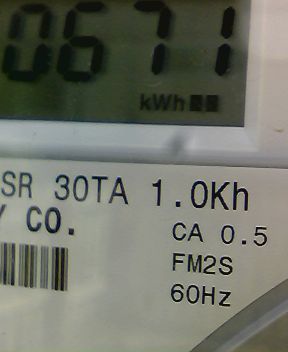 0671
kWh
SR 30TA 1.0Kh
Y CO.
CA 0.5
FM2S
60Hz